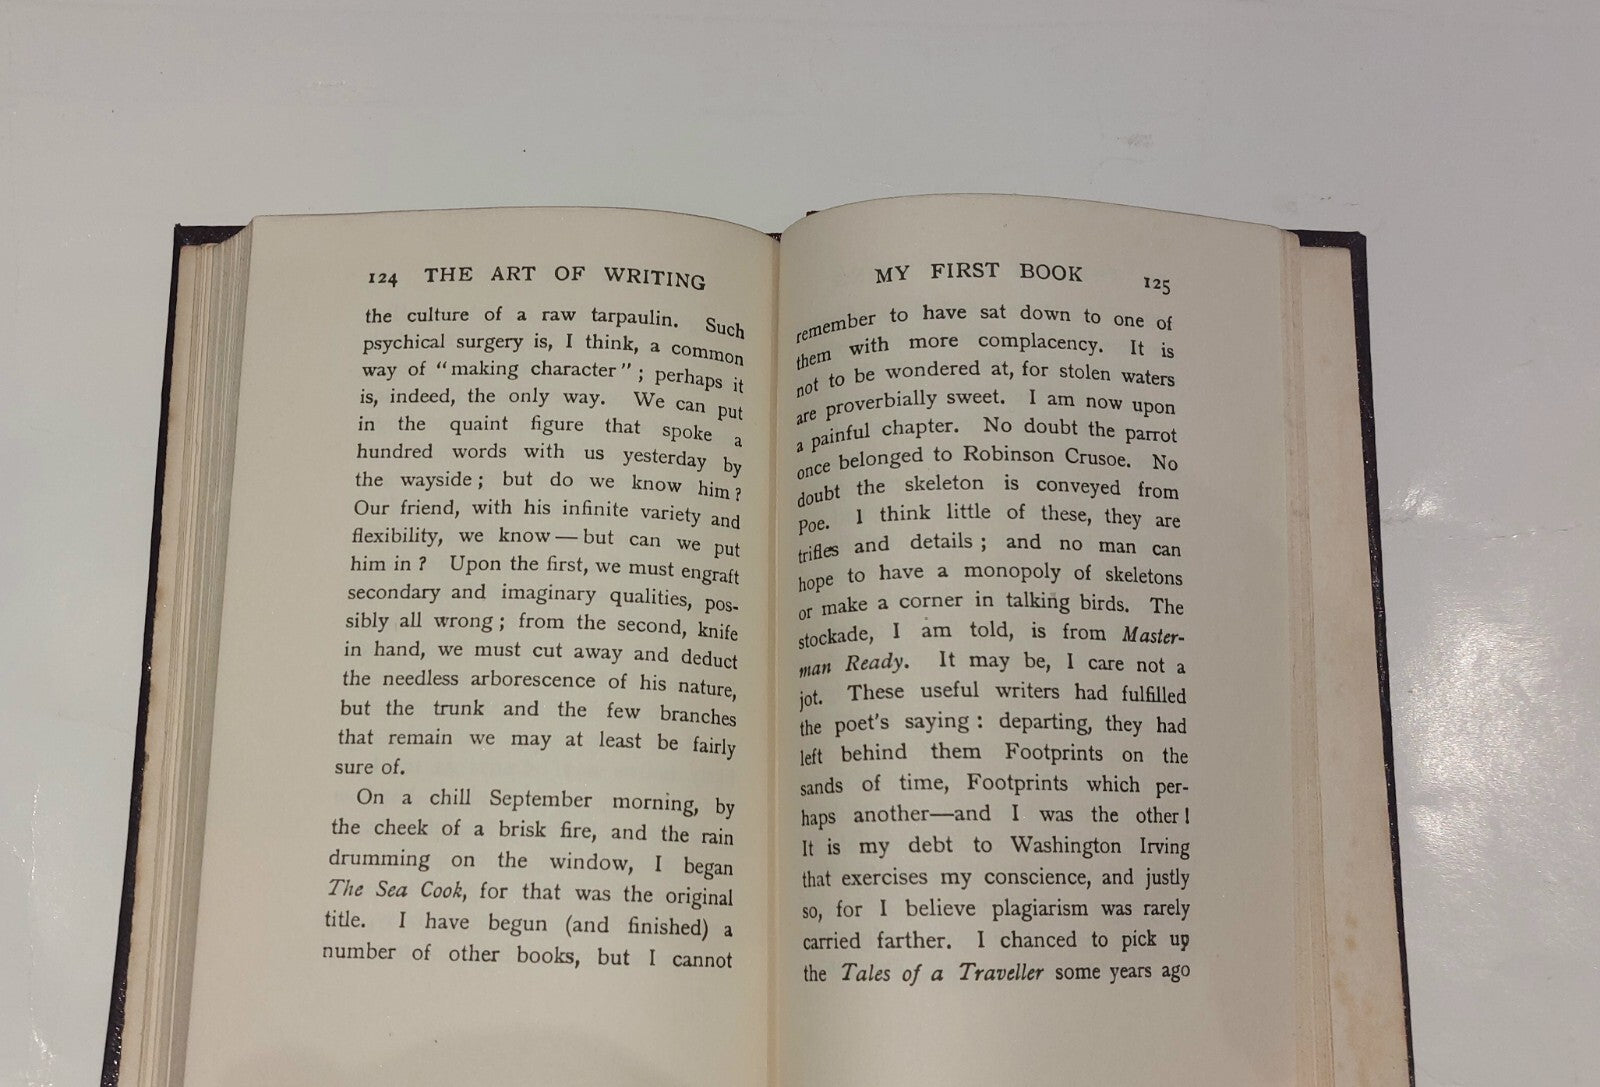 124 THE ART OF WRITING
the culture of a raw tarpaulin. Such
psychical surgery is, I think, a common
way of “making character”; perhaps it
is, indeed, the only way. We can put
in the quaint figure that spoke a
hundred words with us yesterday by
the wayside; but do we know him?
Our friend, with his infinite variety and
flexibility, we know—but can we put
him in? Upon the first, we must engraft
secondary and imaginary qualities, pos-
sibly all wrong; from the second, knife
in hand, we must cut away and deduct
the needless arborescence of his nature,
but the trunk and the few branches
that remain we may at least be fairly
sure of.
On a chill September morning, by
the cheek of a brisk fire, and the rain
drumming on the window, I began
The Sea Cook, for that was the original
title. I have begun (and finished) a
number of other books, but I cannot
MY FIRST BOOK 125
remember to have sat down to one of
them with more complacency. It is
not to be wondered at, for stolen waters
are proverbially sweet. I am now upon
a painful chapter. No doubt the parrot
once belonged to Robinson Crusoe. No
doubt the skeleton is conveyed from
Poe. I think little of these, they are
trifles and details; and no man can
hope to have a monopoly of skeletons
or make a corner in talking birds. The
stockade, I am told, is from Master-
man Ready. It may be, I care not a
jot. These useful writers had fulfilled
the poet's saying: departing, they had
left behind them Footprints on the
sands of time, Footprints which per-
haps another—and I was the other!
It is my debt to Washington Irving
that exercises my conscience, and justly
so, for I believe plagiarism was rarely
carried farther. I chanced to pick up
the Tales of a Traveller some years ago